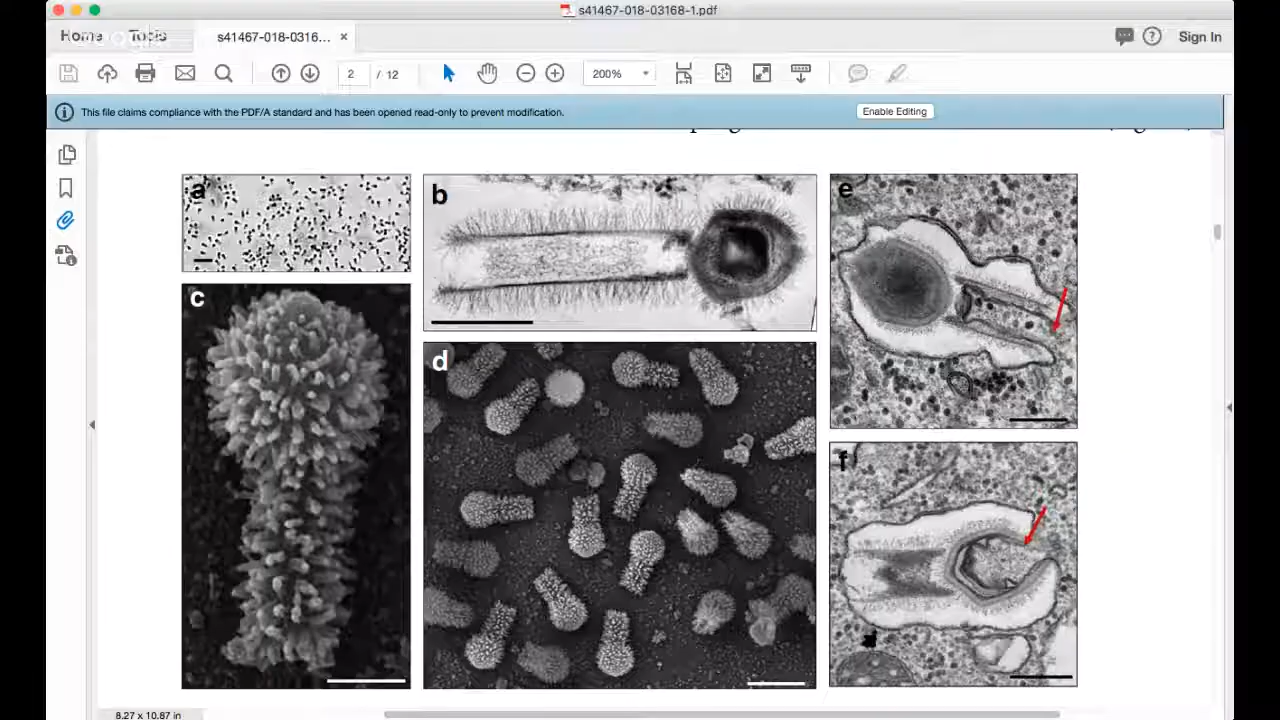 s41467-018-03168-1.pdf
Home Tools s41467-018-0316... × Sign In
2 / 12 200%
This file claims compliance with the PDF/A standard and has been opened read-only to prevent modification. Enable Editing
a
b
e
c
d
f
8.27 x 10.87 in